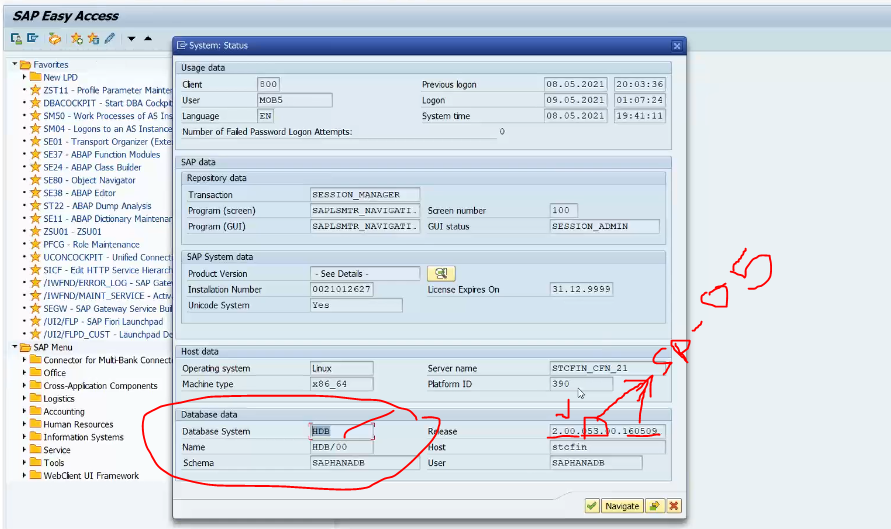 SAP Easy Access
System: Status
Favorites
New LPD
ZST11 - Profile Parameter Mainter
DBACOCKPIT - Start DBA Cockpit
SM50 - Work Processes of AS Ins
SM04 - Logons to an AS Instance
SE01 - Transport Organizer (Exte
SE37 - ABAP Function Modules
SE24 - ABAP Class Builder
SE80 - Object Navigator
SE38 - ABAP Editor
ST22 - ABAP Dump Analysis
SE11 - ABAP Dictionary Maintenan
ZSU01 - ZSU01
PFCG - Role Maintenance
UCONCOCKPIT - Unified Connect
SICF - Edit HTTP Service Hierarch
/IWFND/ERROR_LOG - SAP Gate
/IWFND/MAINT_SERVICE - Activ
SEGW - SAP Gateway Service Buil
/UI2/FLP - SAP Fiori Launchpad
/UI2/FLPD_CUST - Launchpad De
SAP Menu
Connector for Multi-Bank Connect
Office
Cross-Application Components
Logistics
Accounting
Human Resources
Information Systems
Service
Tools
WebClient UI Framework
Usage data
Client 800 Previous logon 08.05.2021 20:03:36
User MOB5 Logon 09.05.2021 01:07:24
Language EN System time 08.05.2021 19:41:11
Number of Failed Password Logon Attempts: 0
SAP data
Repository data
Transaction SESSION_MANAGER
Program (screen) SAPLSMTR_NAVIGATI. Screen number 100
Program (GUI) SAPLSMTR_NAVIGATI. GUI status SESSION_ADMIN
SAP System data
Product Version - See Details -
Installation Number 0021012627 License Expires On 31.12.9999
Unicode System Yes
Host data
Operating system Linux Server name STCFIN_CFN_21
Machine type x86_64 Platform ID 390
Database data
Database System HDB Release 2.00.053.00.160509
Name HDB/00 Host stcfin
Schema SAPHANADB User SAPHANADB
Navigate
SP-05